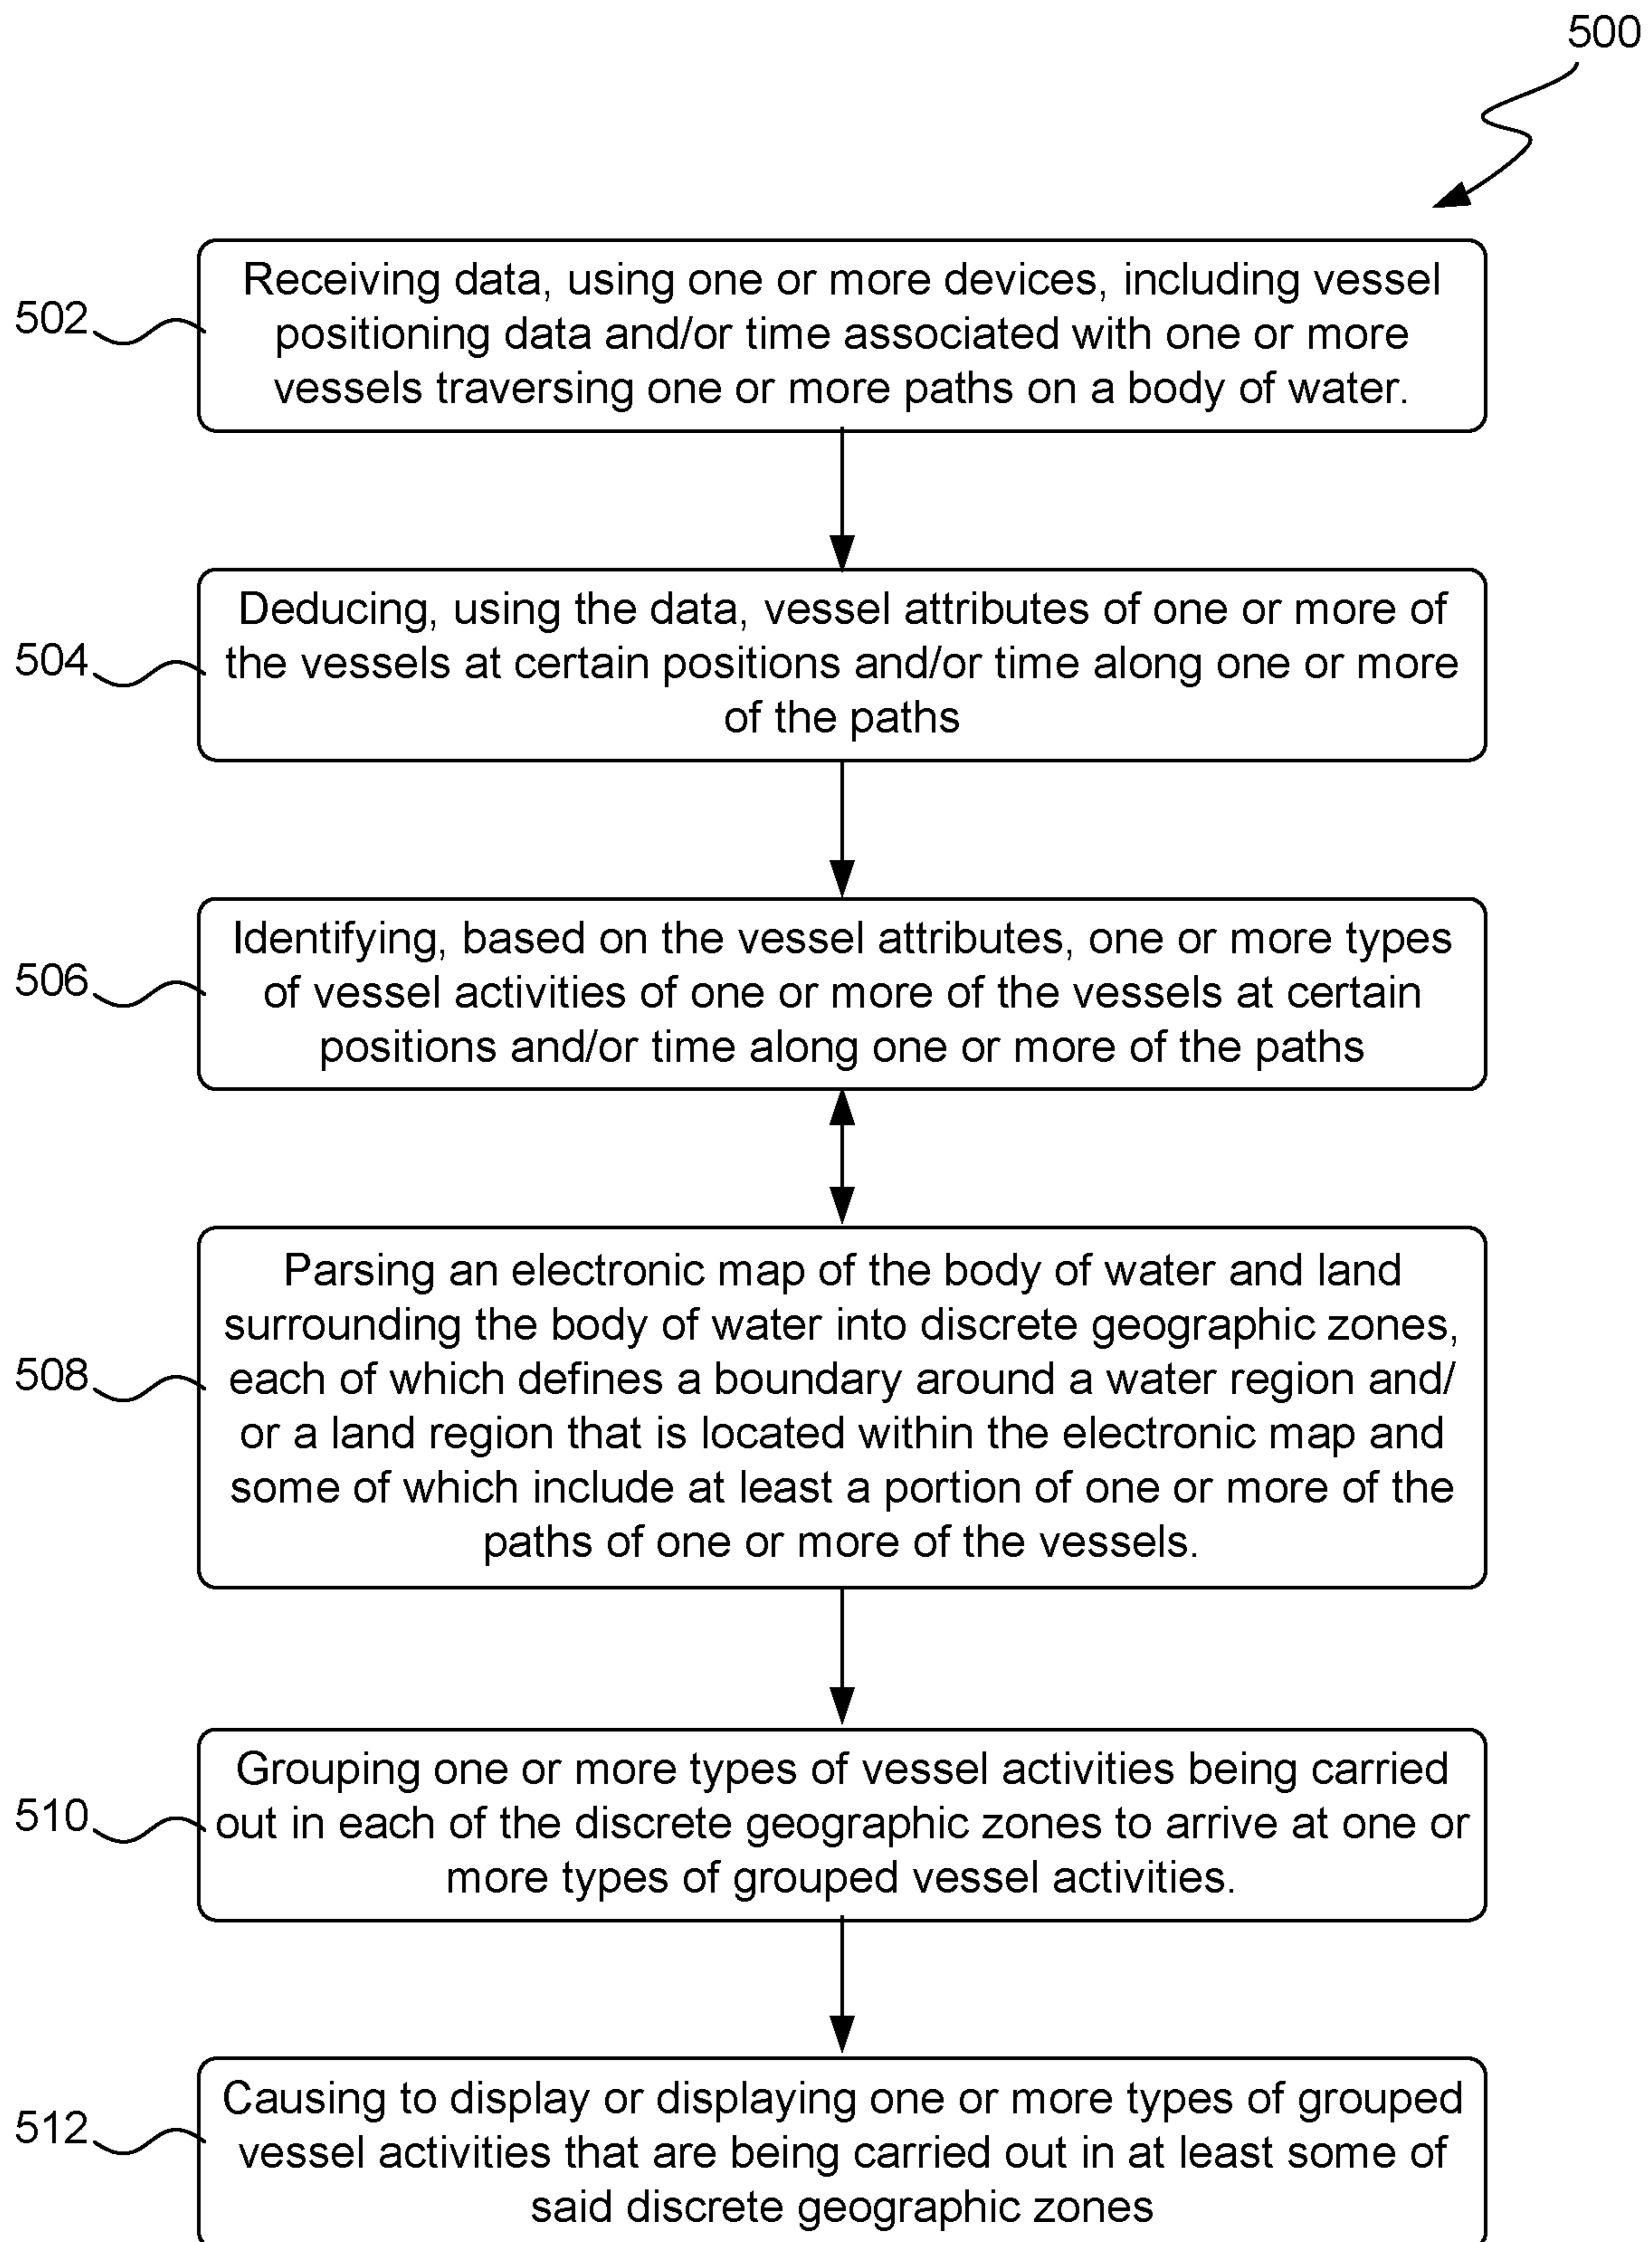 500
502
Receiving data, using one or more devices, including vessel
positioning data and/or time associated with one or more
vessels traversing one or more paths on a body of water.
504
Deducing, using the data, vessel attributes of one or more of
the vessels at certain positions and/or time along one or more
of the paths
506
Identifying, based on the vessel attributes, one or more types
of vessel activities of one or more of the vessels at certain
positions and/or time along one or more of the paths
508
Parsing an electronic map of the body of water and land
surrounding the body of water into discrete geographic zones,
each of which defines a boundary around a water region and/
or a land region that is located within the electronic map and
some of which include at least a portion of one or more of the
paths of one or more of the vessels.
510
Grouping one or more types of vessel activities being carried
out in each of the discrete geographic zones to arrive at one or
more types of grouped vessel activities.
512
Causing to display or displaying one or more types of grouped
vessel activities that are being carried out in at least some of
said discrete geographic zones